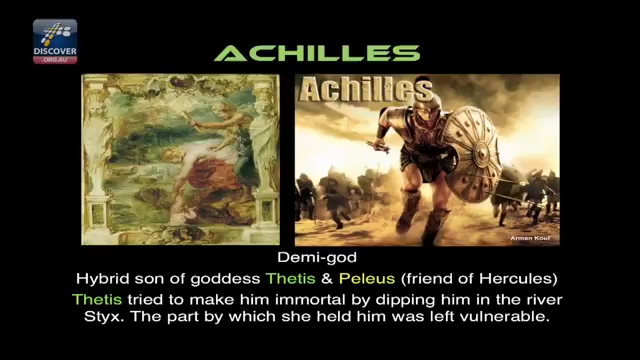 DISCOVER
.ORG.AU
ACHILLES
Achilles
Arman Koul
Demi-god
Hybrid son of goddess Thetis & Peleus (friend of Hercules)
Thetis tried to make him immortal by dipping him in the river
Styx. The part by which she held him was left vulnerable.